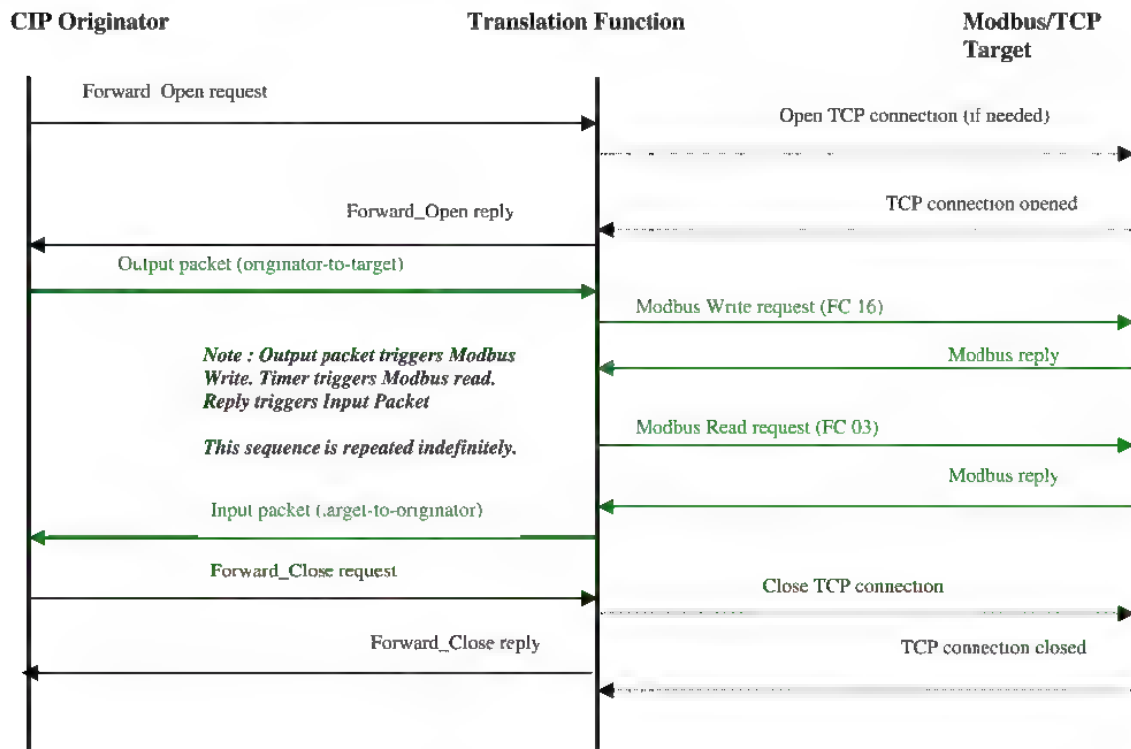 CIP Originator
Translation Function
Modbus/TCP
Target
Forward_Open request
Open TCP connection (if needed)
TCP connection opened
Forward_Open reply
Output packet (originator-to-target)
Modbus Write request (FC 16)
Note : Output packet triggers Modbus
Write. Timer triggers Modbus read.
Reply triggers Input Packet
Modbus reply
Modbus Read request (FC 03)
This sequence is repeated indefinitely.
Modbus reply
Input packet (target-to-originator)
Forward_Close request
Close TCP connection
Forward_Close reply
TCP connection closed